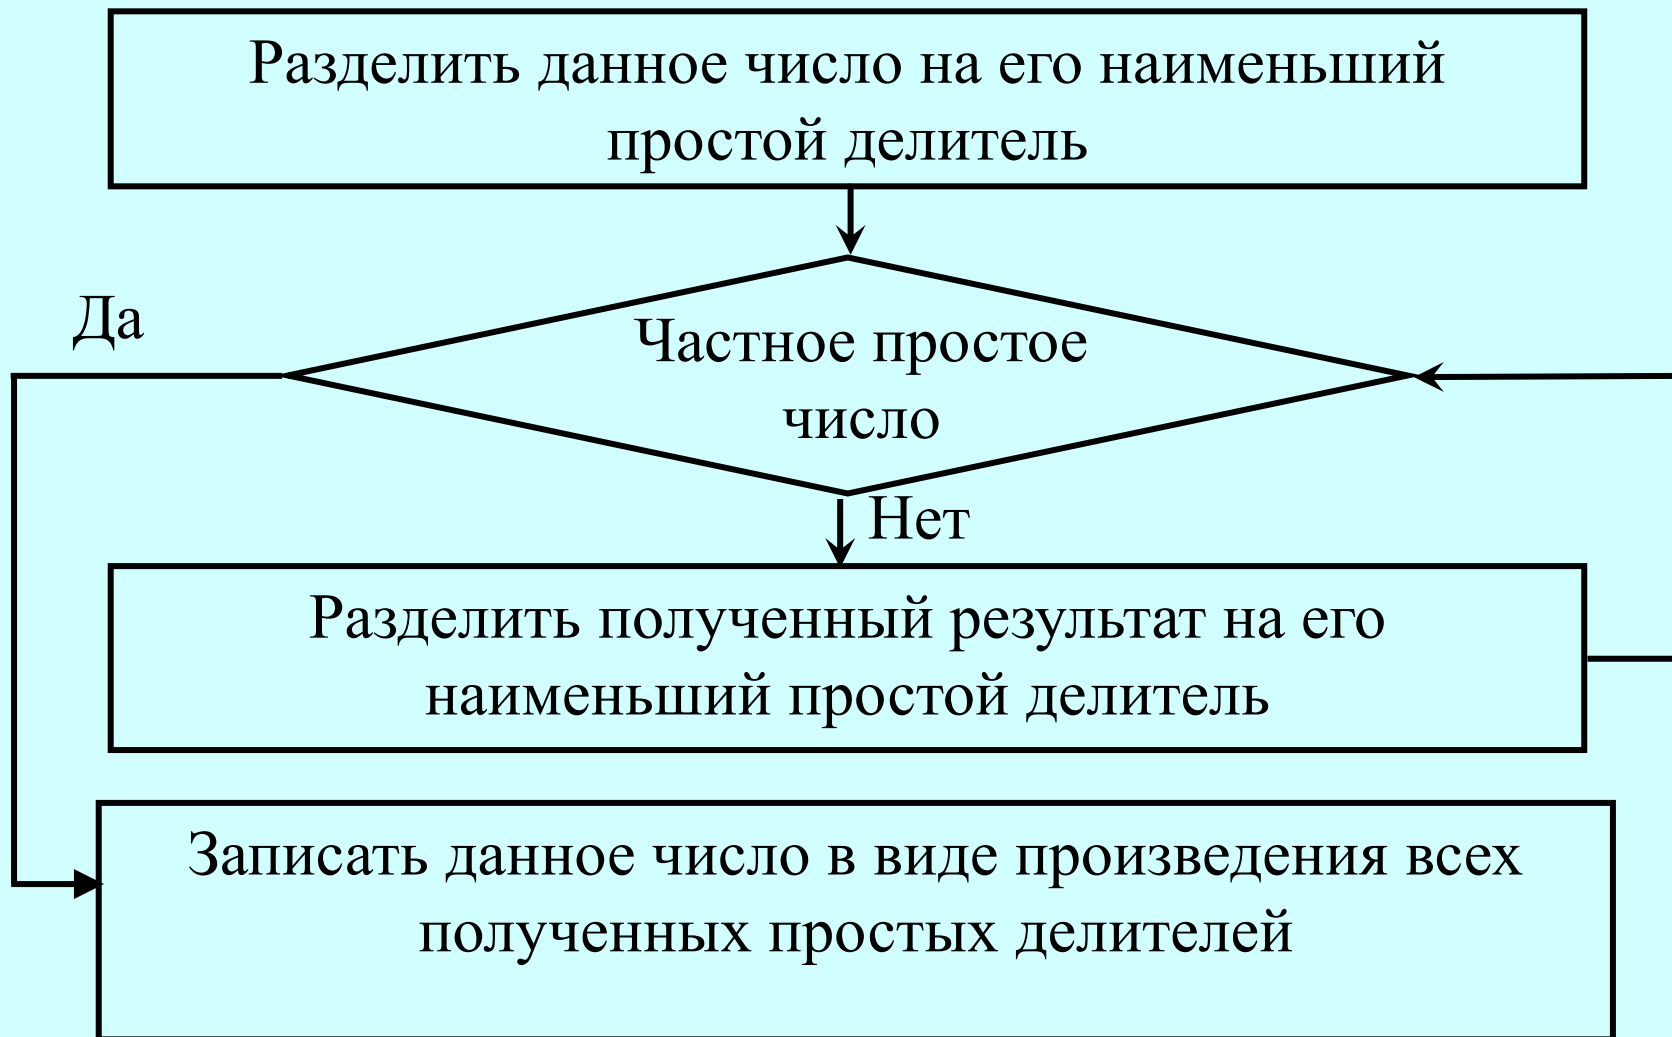 Разделить данное число на его наименьший
простой делитель
Да
Частное простое
число
Нет
Разделить полученный результат на его
наименьший простой делитель
Записать данное число в виде произведения всех
полученных простых делителей